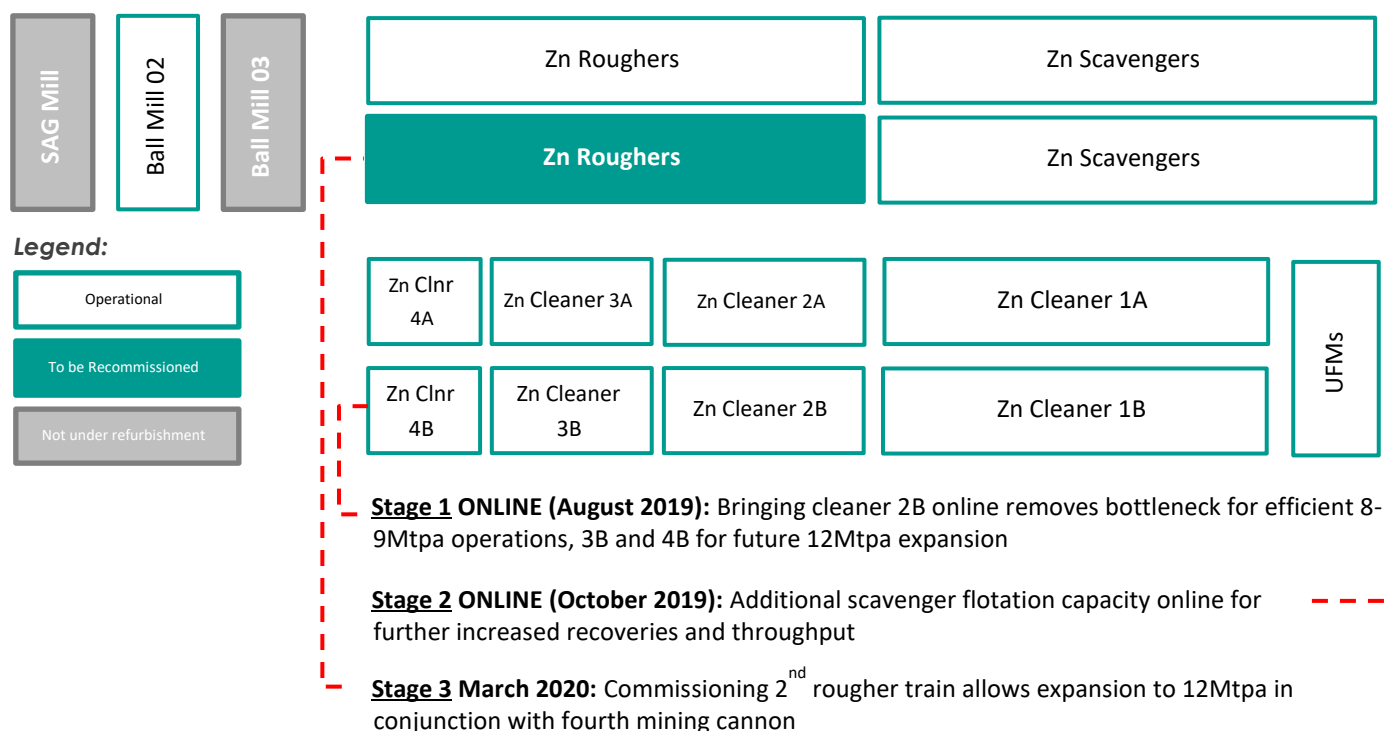 SAG Mill
Ball Mill 02
Ball Mill 03
Zn Roughers
Zn Scavengers
Zn Roughers
Zn Scavengers
Legend:
Operational
To be Recommissioned
Not under refurbishment
Zn Clnr
4A
Zn Cleaner 3A
Zn Cleaner 2A
Zn Cleaner 1A
UFMs
Zn Clnr
4B
Zn Cleaner
3B
Zn Cleaner 2B
Zn Cleaner 1B
Stage 1 ONLINE (August 2019): Bringing cleaner 2B online removes bottleneck for efficient 8-
9Mtpa operations, 3B and 4B for future 12Mtpa expansion
Stage 2 ONLINE (October 2019): Additional scavenger flotation capacity online for
further increased recoveries and throughput
Stage 3 March 2020: Commissioning 2nd rougher train allows expansion to 12Mtpa in
conjunction with fourth mining cannon